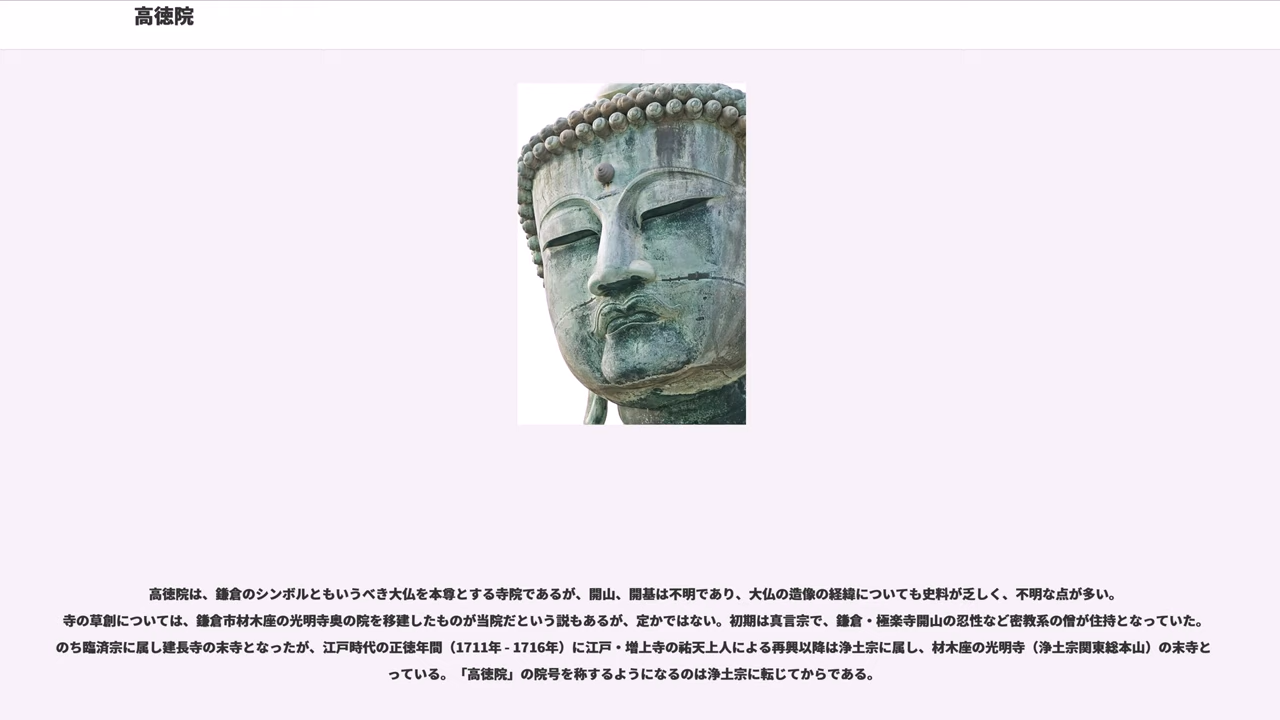 高徳院
高徳院は、鎌倉のシンボルともいうべき大仏を本尊とする寺院であるが、開山、開基は不明であり、大仏の造像の経緯についても史料が乏しく、不明な点が多い。
寺の草創については、鎌倉市材木座の光明寺奥の院を移建したものが当院だという説もあるが、定かではない。初期は真言宗で、鎌倉・極楽寺開山の忍性など密教系の僧が住持となっていた。
のち臨済宗に属し建長寺の末寺となったが、江戸時代の正徳年間（1711年 - 1716年）に江戸・増上寺の祐天上人による再興以降は浄土宗に属し、材木座の光明寺（浄土宗関東総本山）の末寺と
っている。「高徳院」の院号を称するようになるのは浄土宗に転じてからである。